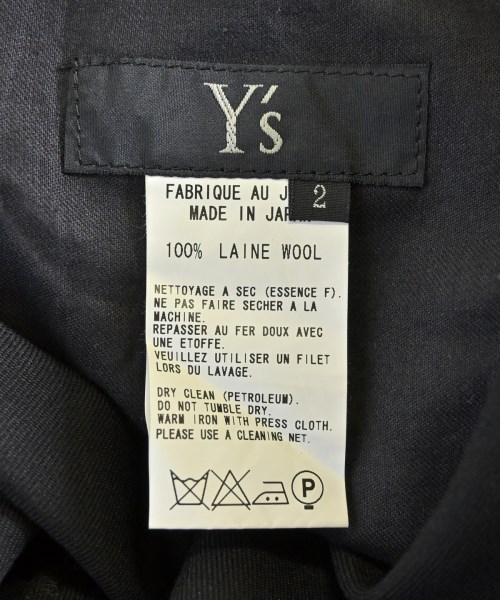 Y's
2
FABRIQUE AU
MADE IN JAPAN
100% LAINE WOOL
NETTOYAGE A SEC (ESSENCE F).
NE PAS FAIRE SECHER A LA
MACHINE.
REPASSER AU FER DOUX AVEC
UNE ETOFFE.
VEUILLEZ UTILISER UN FILET
LORS DU LAVAGE.
DRY CLEAN (PETROLEUM).
DO NOT TUMBLE DRY.
WARM IRON WITH PRESS CLOTH.
PLEASE USE A CLEANING NET.
P